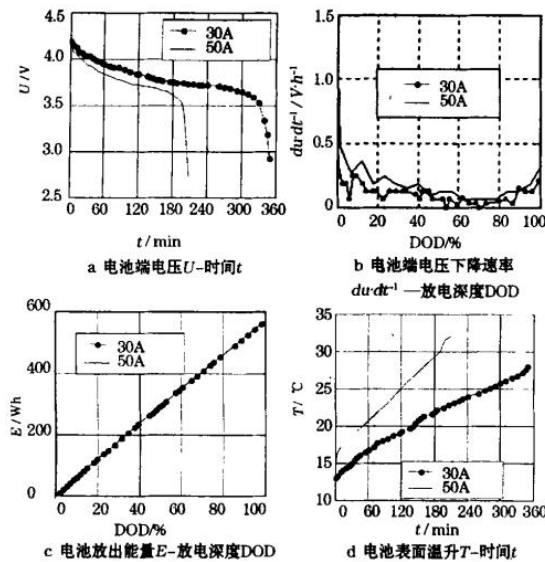 4.5
4.0
3.5
3.0
2.5
U/V
30A
50A
0 60 120 180 240 300 360
t/min
a 电池端电压U-时间t
1.5
1.0
0.5
0
du·dt⁻¹/V·h⁻¹
30A
50A
0 20 40 60 80 100
DOD/%
b 电池端电压下降速率
du·dt⁻¹—放电深度DOD
600
400
200
0
E/Wh
30A
50A
0 20 40 60 80 100
DOD/%
c 电池放出能量E-放电深度DOD
35
30
25
20
15
10
T/℃
30A
50A
0 60 120 180 240 300 360
t/min
d 电池表面温升T-时间t